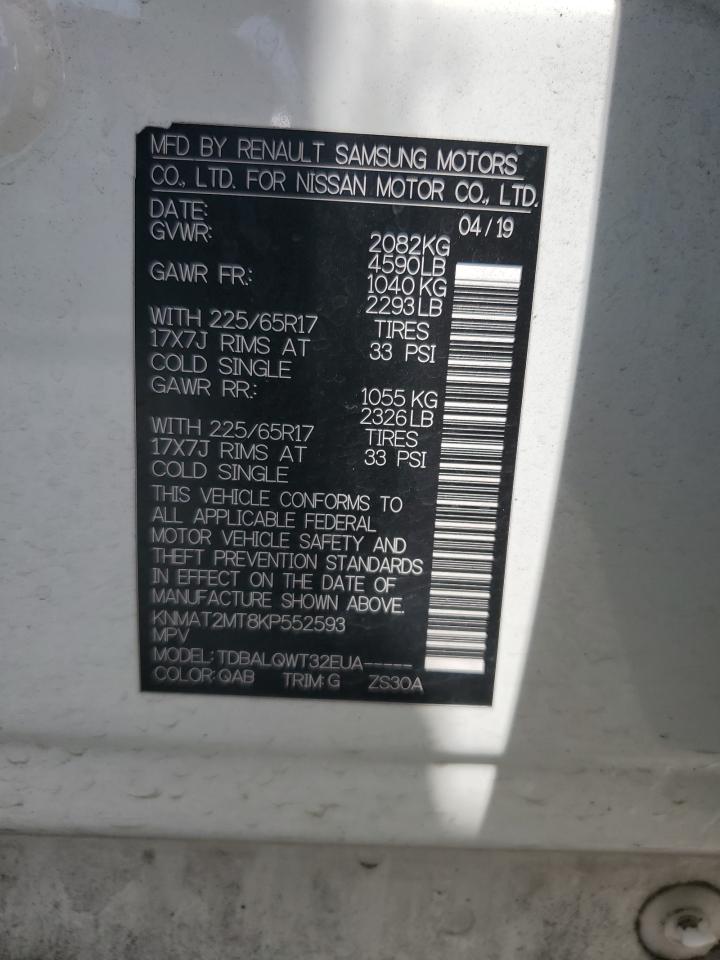 MFD BY RENAULT SAMSUNG MOTORS
CO., LTD. FOR NISSAN MOTOR CO., LTD.
DATE: 04/19
GVWR: 2082KG
4590LB
GAWR FR.: 1040 KG
2293LB
WITH 225/65R17 TIRES
17X7J RIMS AT 33 PSI
COLD SINGLE
GAWR RR.: 1055 KG
2326LB
WITH 225/65R17 TIRES
17X7J RIMS AT 33 PSI
COLD SINGLE
THIS VEHICLE CONFORMS TO
ALL APPLICABLE FEDERAL
MOTOR VEHICLE SAFETY AND
THEFT PREVENTION STANDARDS
IN EFFECT ON THE DATE OF
MANUFACTURE SHOWN ABOVE.
KNMAT2MT8KP552593
MPV
MODEL: TDBALQWT32EUA-----
COLOR: QAB TRIM: G ZS30A